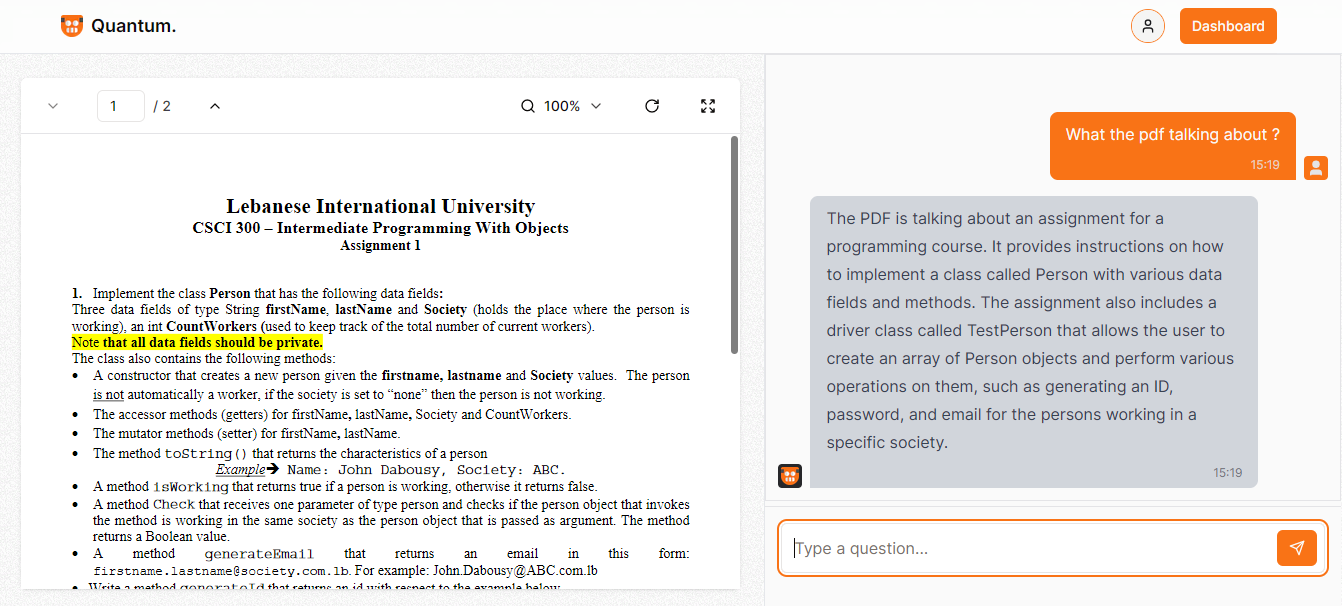 Quantum.
Dashboard
1 / 2
100%
Lebanese International University
CSCI 300 – Intermediate Programming With Objects
Assignment 1
1. Implement the class Person that has the following data fields:
Three data fields of type String firstName, lastName and Society (holds the place where the person is
working), an int CountWorkers (used to keep track of the total number of current workers).
Note that all data fields should be private.
The class also contains the following methods:
• A constructor that creates a new person given the firstname, lastname and Society values. The person
is not automatically a worker, if the society is set to “none” then the person is not working.
• The accessor methods (getters) for firstName, lastName, Society and CountWorkers.
• The mutator methods (setter) for firstName, lastName.
• The method toString() that returns the characteristics of a person
Example➔ Name: John Dabousy, Society: ABC.
• A method isWorking that returns true if a person is working, otherwise it returns false.
• A method Check that receives one parameter of type person and checks if the person object that invokes
the method is working in the same society as the person object that is passed as argument. The method
returns a Boolean value.
• A method generateEmail that returns an email in this form:
firstname.lastname@society.com.lb. For example: John.Dabousy@ABC.com.lb
• Write a method generateId that returns an id with respect to the example below
What the pdf talking about ?
15:19
The PDF is talking about an assignment for a
programming course. It provides instructions on how
to implement a class called Person with various data
fields and methods. The assignment also includes a
driver class called TestPerson that allows the user to
create an array of Person objects and perform various
operations on them, such as generating an ID,
password, and email for the persons working in a
specific society.
15:19
Type a question...